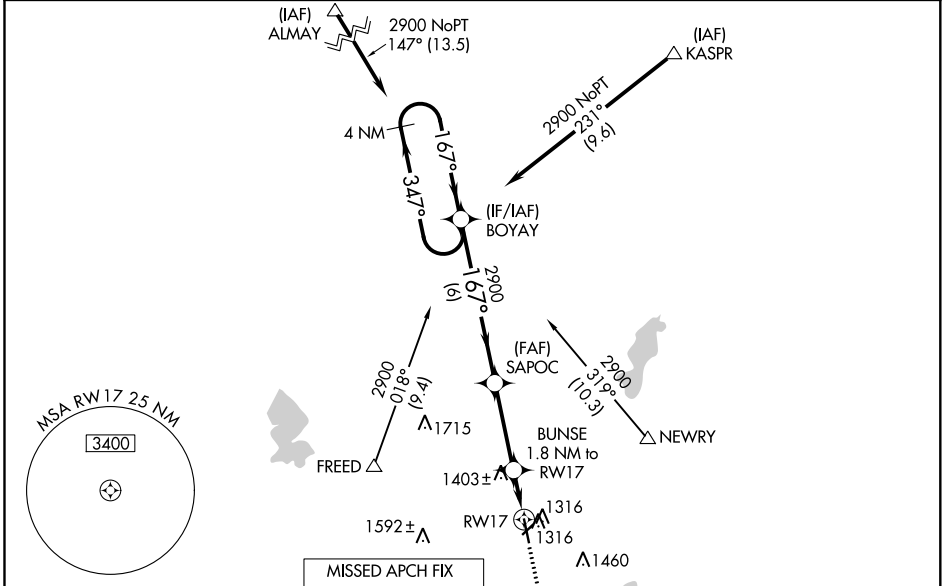 (IAF)
ALMAY
2900 NoPT
147° (13.5)
(IAF)
KASPR
2900 NoPT
231°
(9.6)
4 NM
167°
347°
(IF/IAF)
BOYAY
2900
167°
(6)
(FAF)
SAPOC
2900
018°
(9.4)
2900
319°
(10.3)
MSA RW17 25 NM
3400
1715
FREED
NEWRY
BUNSE
1.8 NM to
RW17
1403±
RW17
1316
1316
1592±
1460
MISSED APCH FIX